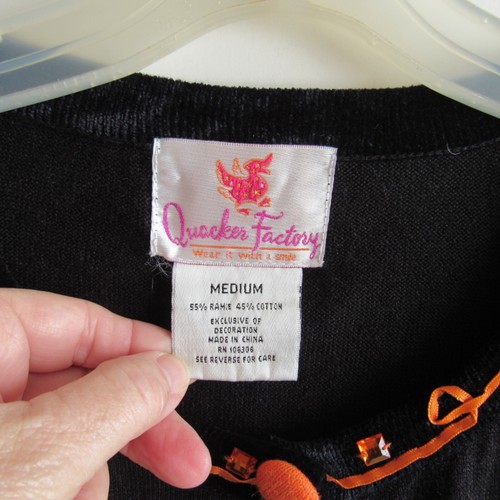 Quacker Factory
Wear it with a smile
MEDIUM
55% RAMIE 45% COTTON
EXCLUSIVE OF
DECORATION
MADE IN CHINA
RN 106306
SEE REVERSE FOR CARE